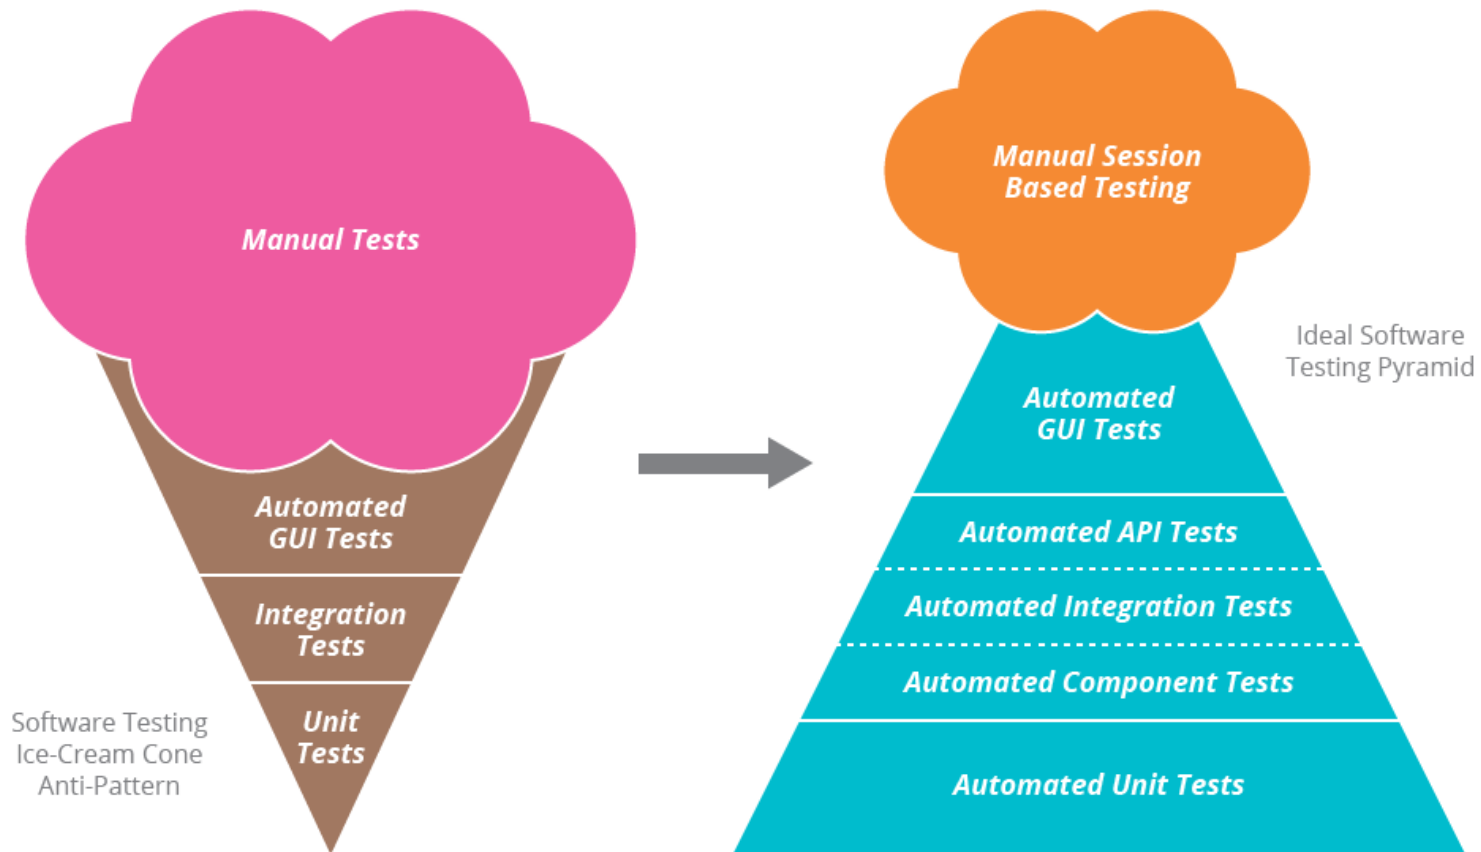 Manual Tests
Automated
GUI Tests
Integration
Tests
Unit
Tests
Software Testing
Ice-Cream Cone
Anti-Pattern
Manual Session
Based Testing
Ideal Software
Testing Pyramid
Automated
GUI Tests
Automated API Tests
Automated Integration Tests
Automated Component Tests
Automated Unit Tests